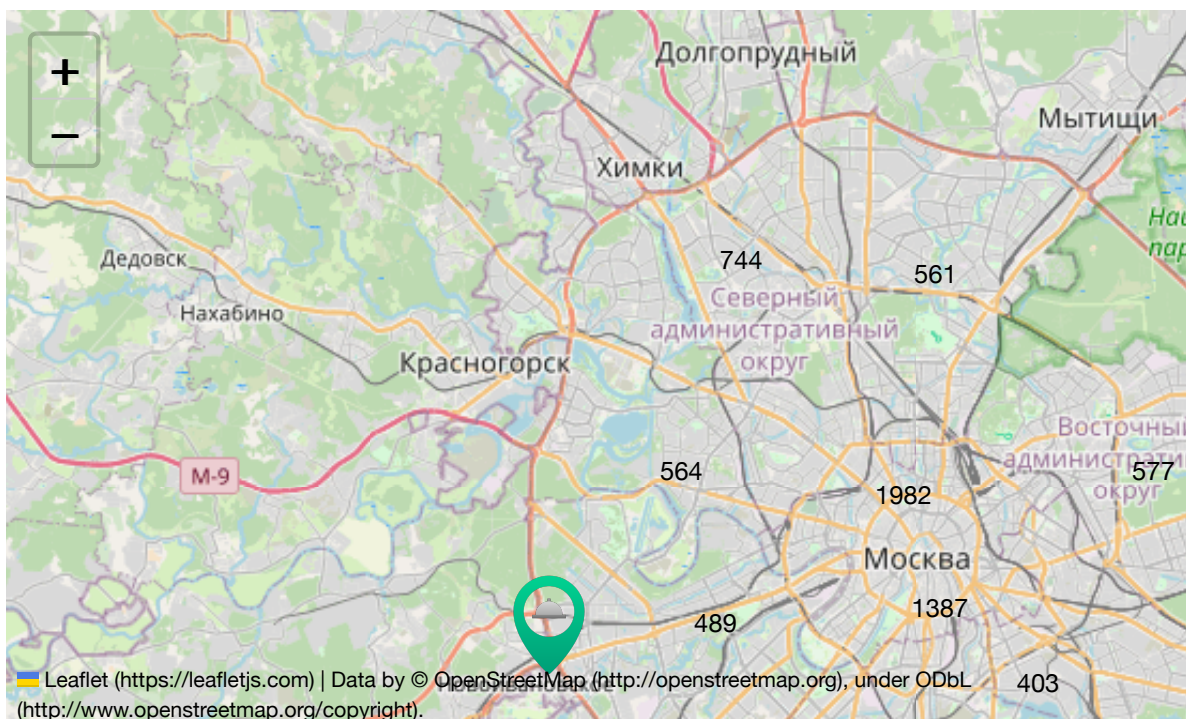 +
Долгопрудный
Мытищи
−
Химки
На
пар
744
Дедовск
561
Северный
административный
округ
Нахабино
Красногорск
Восточный
административ
округ
М-9
564
577
1982
Москва
1387
489
Leaflet (https://leafletjs.com) | Data by © OpenStreetMap (http://openstreetmap.org), under ODbL
(http://www.openstreetmap.org/copyright).
403